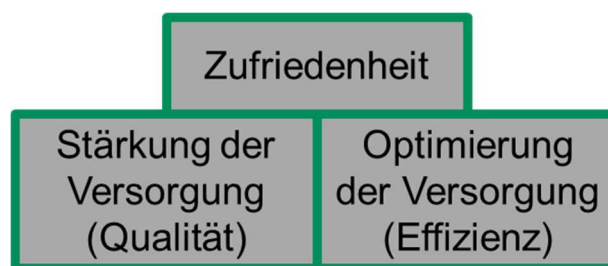 Zufriedenheit
Stärkung der
Versorgung
(Qualität)
Optimierung
der Versorgung
(Effizienz)